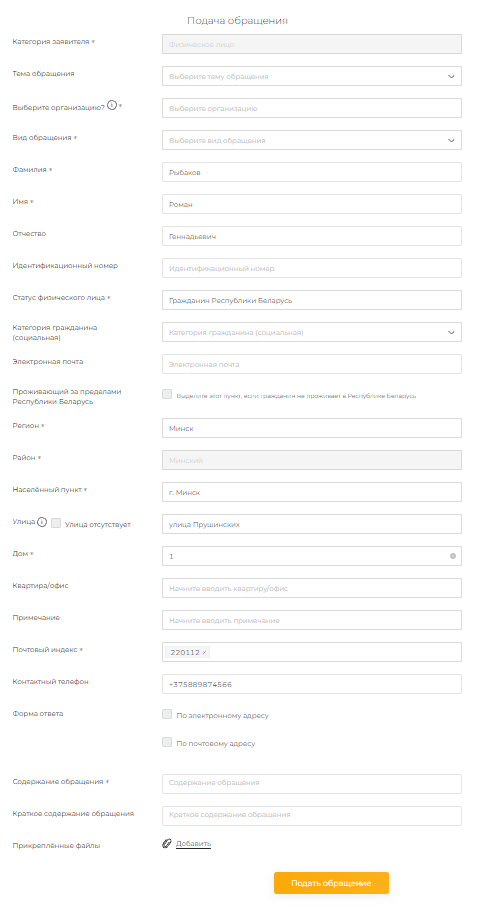 Подача обращения
Категория заявителя * Физическое лицо
Тема обращения Выберите тему обращения
Выберите организацию? i * Выберите организацию
Вид обращения * Выберите вид обращения
Фамилия * Рыбаков
Имя * Роман
Отчество Геннадьевич
Идентификационный номер Идентификационный номер
Статус физического лица * Гражданин Республики Беларусь
Категория гражданина
(социальная) Категория гражданина (социальная)
Электронная почта Электронная почта
Проживающий за пределами
Республики Беларусь Выделите этот пункт, если гражданин не проживает в Республике Беларусь
Регион * Минск
Район * Минский
Населённый пункт * г. Минск
Улица i Улица отсутствует улица Прушинских
Дом * 1
Квартира/офис Начните вводить квартиру/офис
Примечание Начните вводить примечание
Почтовый индекс * 220112 ×
Контактный телефон +375889874566
Форма ответа По электронному адресу
По почтовому адресу
Содержание обращения * Содержание обращения
Краткое содержание обращения Краткое содержание обращения
Прикреплённые файлы Добавить
Подать обращение